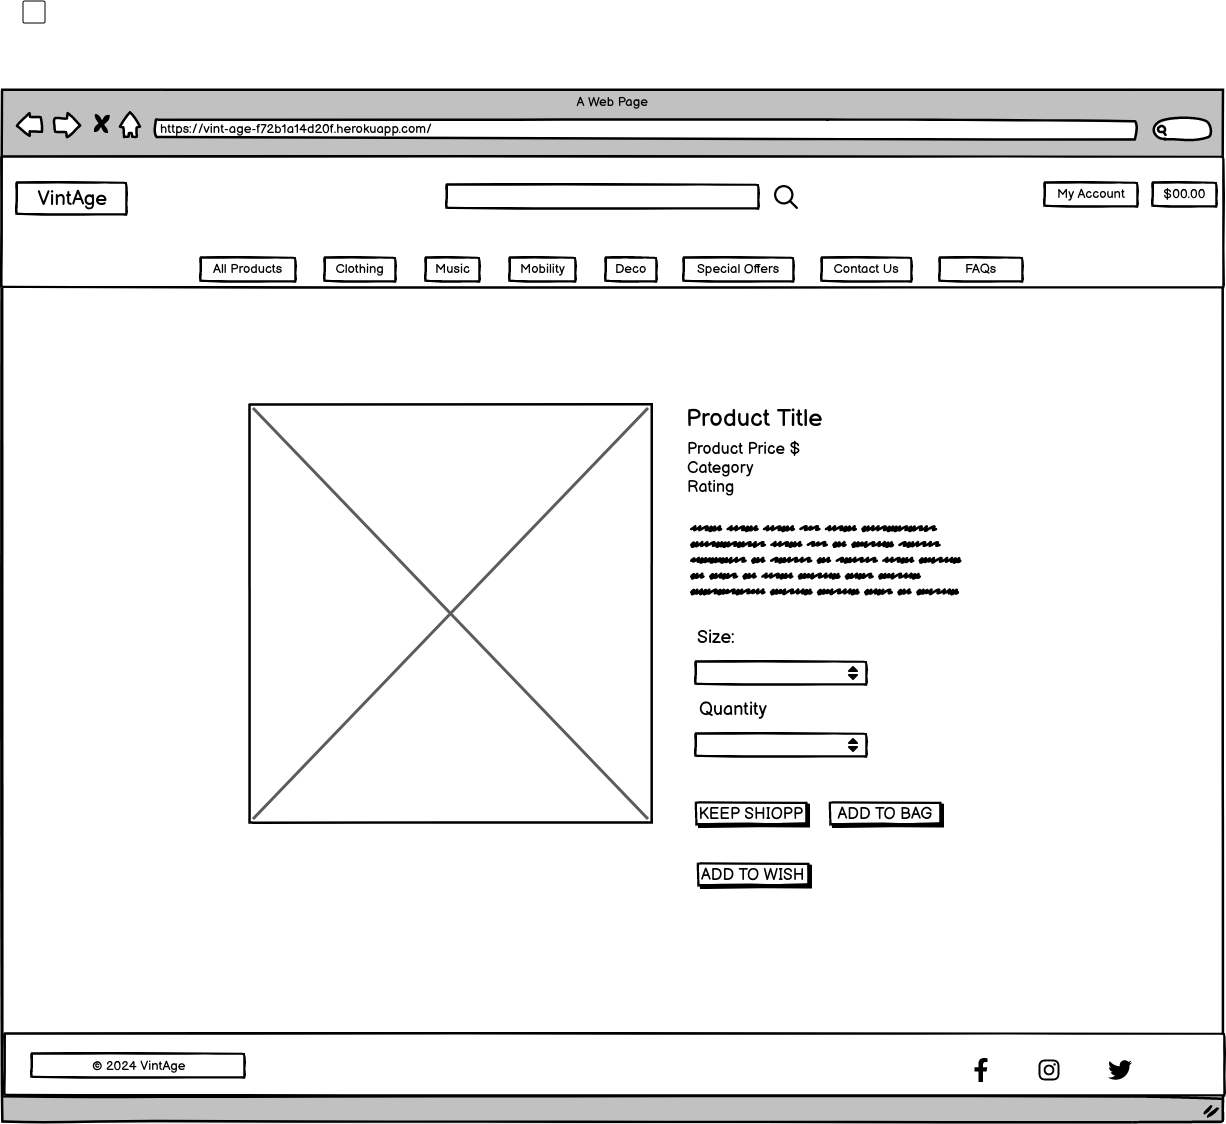 A Web Page
https://vint-age-f72b1a14d20f.herokuapp.com/
VintAge
My Account
$00.00
All Products
Clothing
Music
Mobility
Deco
Special Offers
Contact Us
FAQs
Product Title
Product Price $
Category
Rating
Size:
Quantity
KEEP SHIOPP
ADD TO BAG
ADD TO WISH
© 2024 VintAge